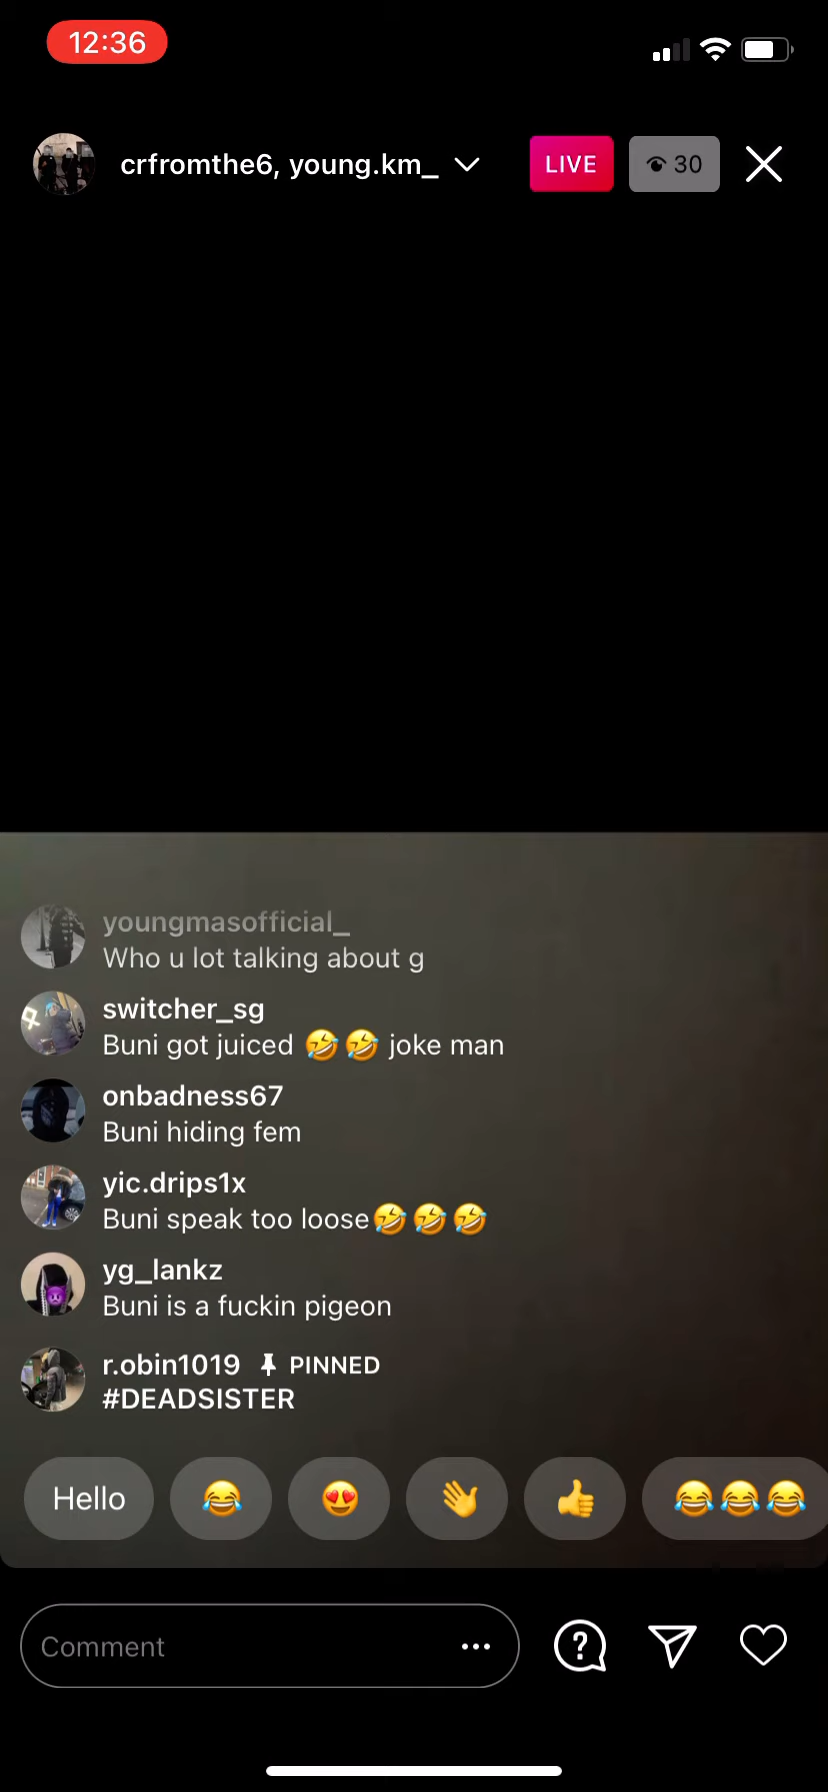 12:36
crfromthe6, young.km_
LIVE
30
youngmasofficial_
Who u lot talking about g
switcher_sg
Buni got juiced 🤣🤣 joke man
onbadness67
Buni hiding fem
yic.drips1x
Buni speak too loose🤣🤣🤣
yg_lankz
Buni is a fuckin pigeon
r.obin1019 📌 PINNED
#DEADSISTER
Hello 😂 😍 👋 👍 😂😂😂
Comment